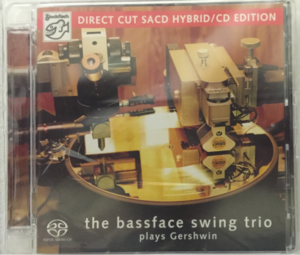 DIRECT CUT SACD HYBRID/CD EDITION
the bassface swing trio
plays Gershwin